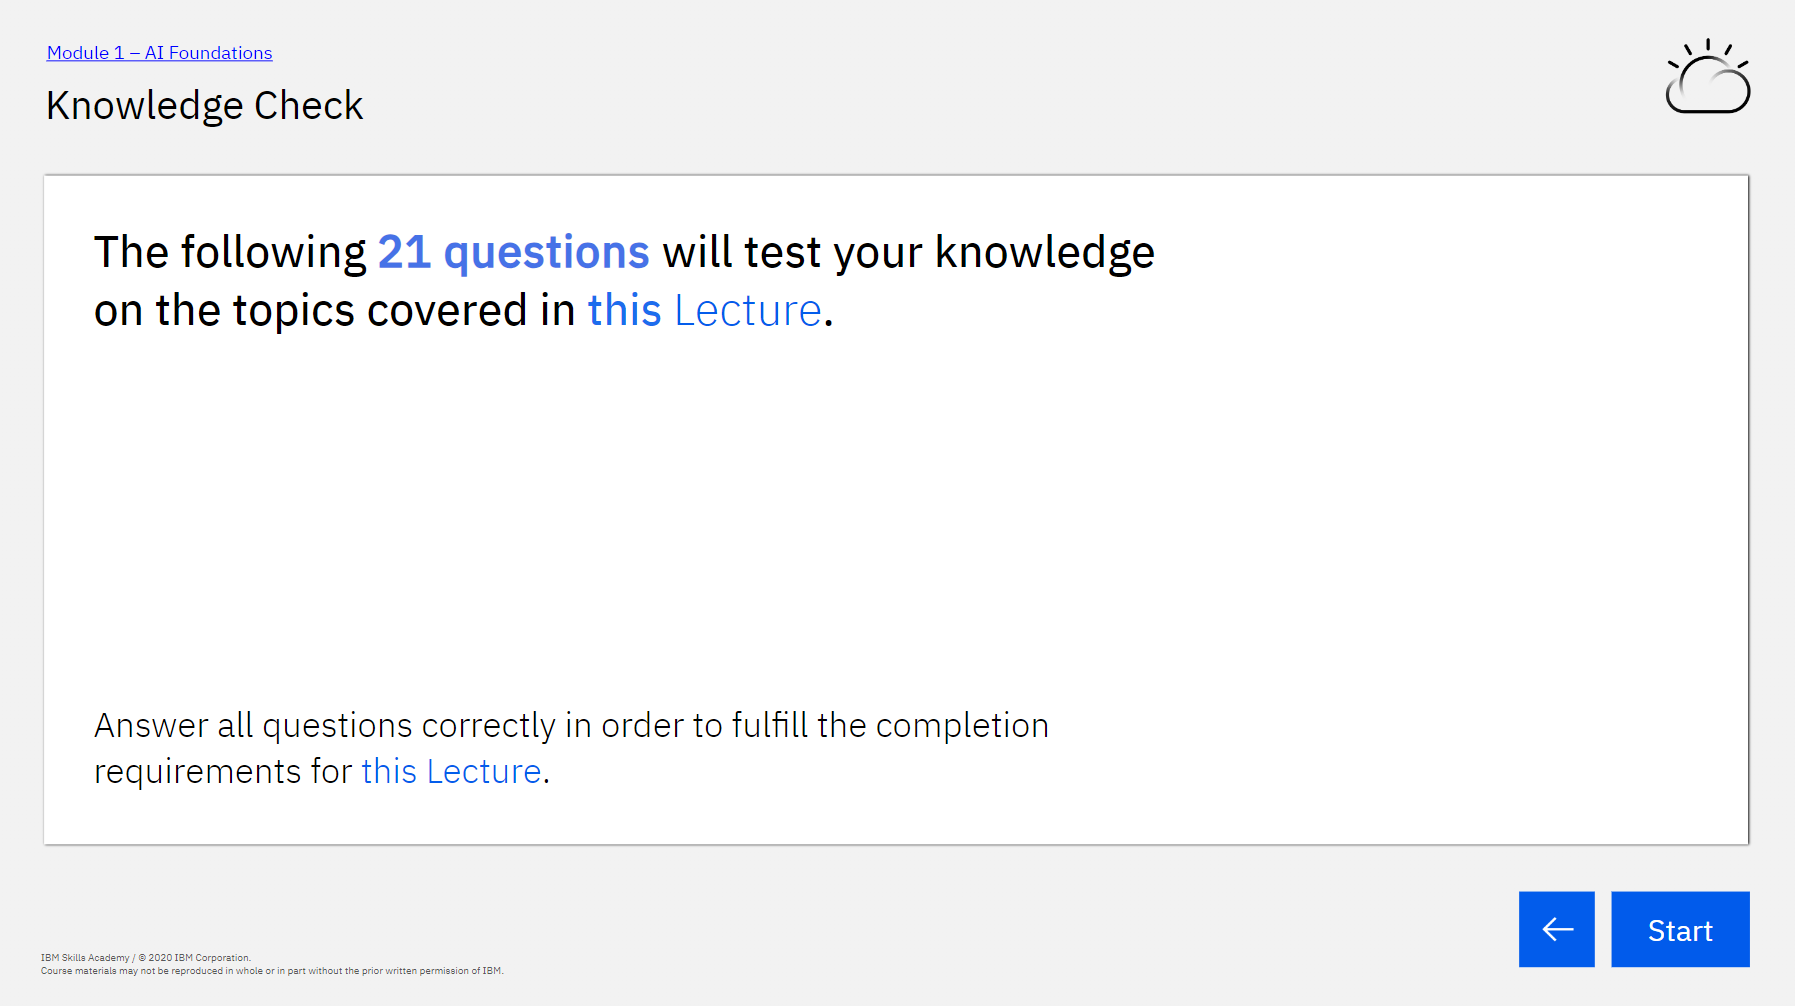 Module 1 – AI Foundations
Knowledge Check
The following 21 questions will test your knowledge
on the topics covered in this Lecture.
Answer all questions correctly in order to fulfill the completion
requirements for this Lecture.
Start
IBM Skills Academy / © 2020 IBM Corporation.
Course materials may not be reproduced in whole or in part without the prior written permission of IBM.